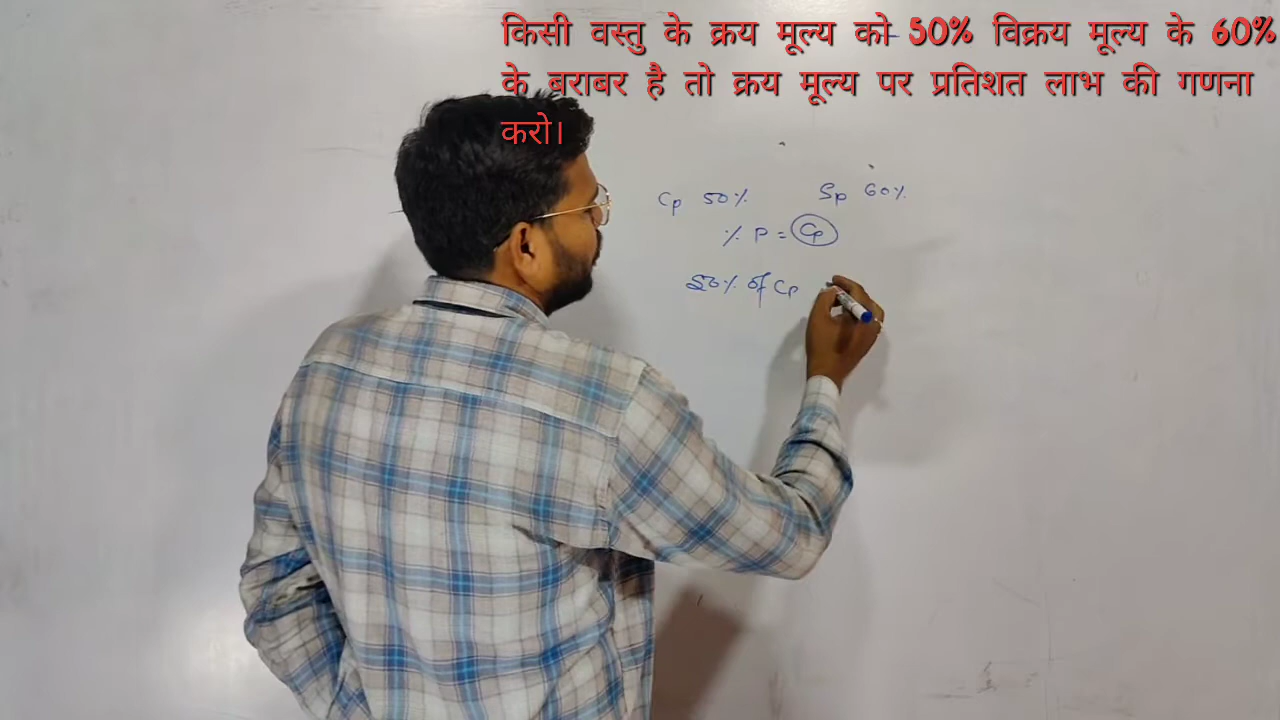 किसी वस्तु के क्रय मूल्य को 50% विक्रय मूल्य के 60%
के बराबर है तो क्रय मूल्य पर प्रतिशत लाभ की गणना
करो।
Cp 50% Sp 60%
% P = Cp
50% of Cp